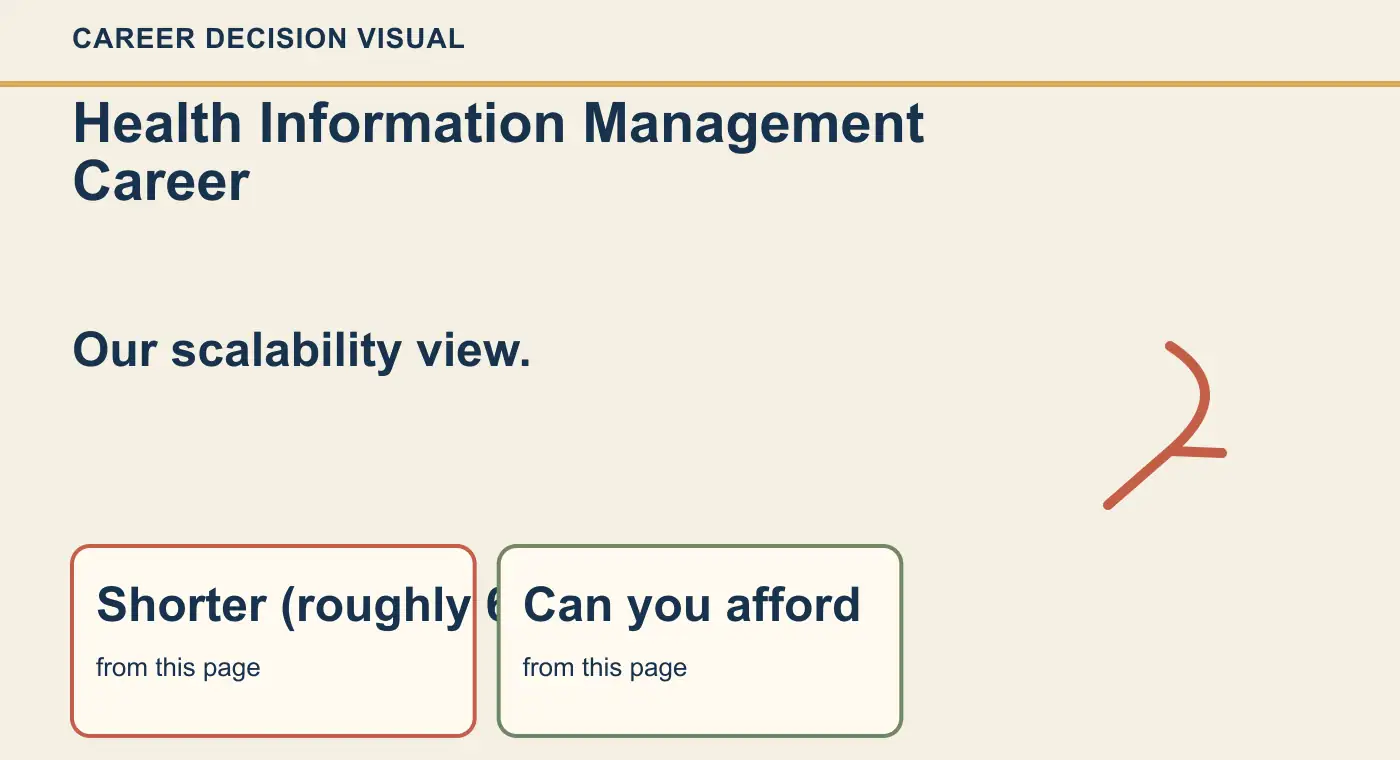 CAREER DECISION VISUAL
Health Information Management
Career
Our scalability view.
Shorter (roughly
from this page
Can you afford
from this page